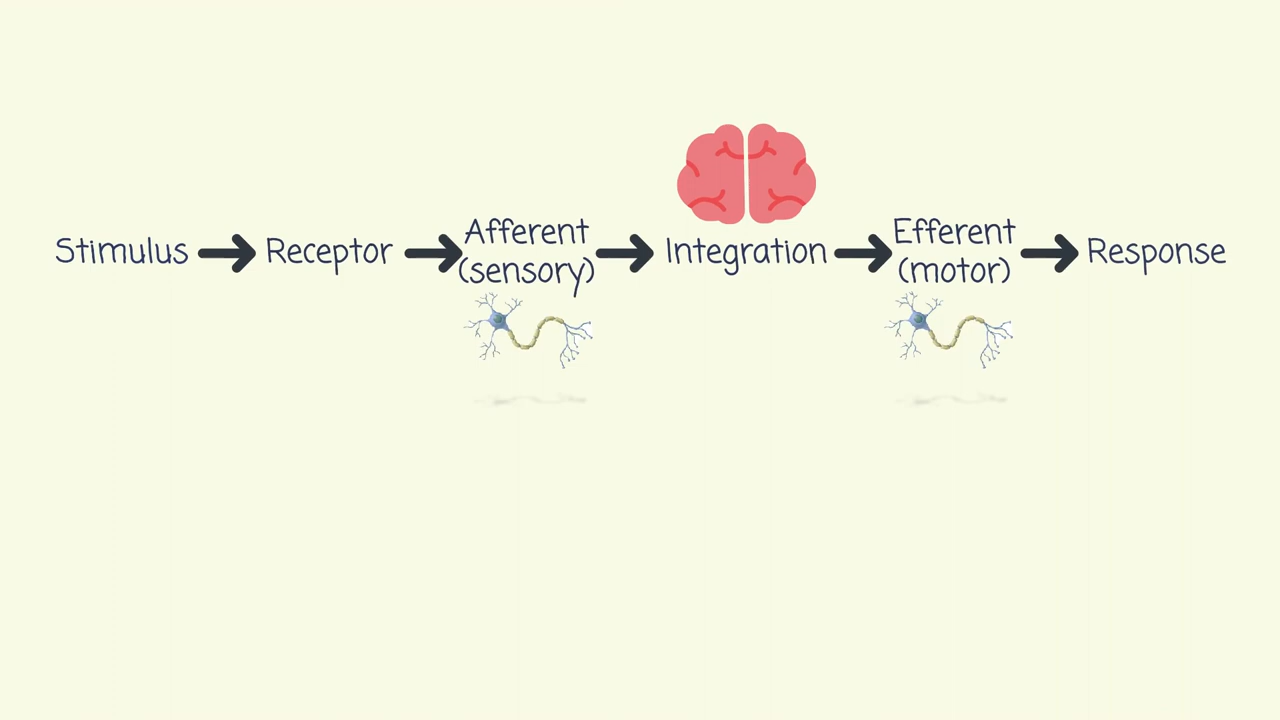 Stimulus
Receptor
Afferent
(sensory)
Integration
Efferent
(motor)
Response